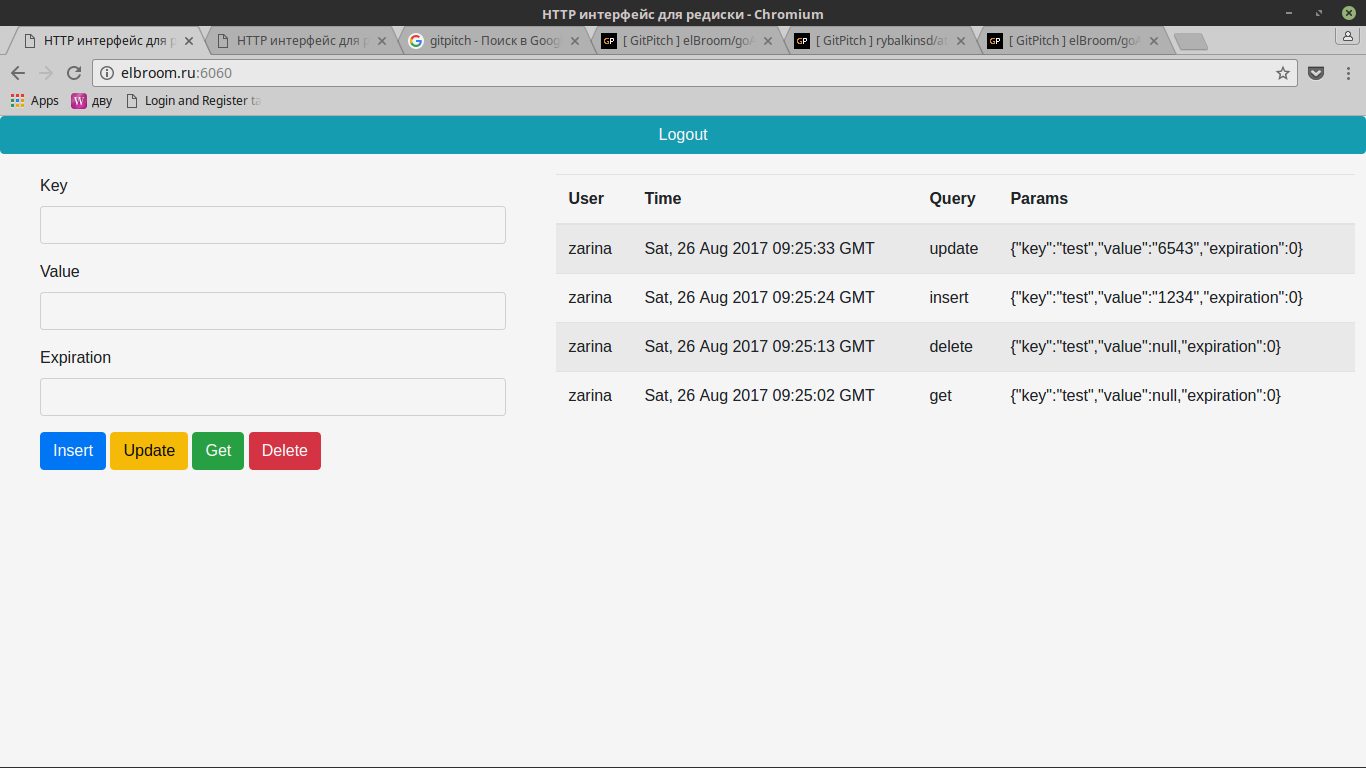 HTTP интерфейс для редиски - Chromium
HTTP интерфейс для р
HTTP интерфейс для р
gitpitch - Поиск в Goog
GP [ GitPitch ] elBroom/go
GP [ GitPitch ] rybalkinsd/at
GP [ GitPitch ] elBroom/goA
elbroom.ru:6060
Apps
W дву
Login and Register ta
Logout
Key
Value
Expiration
Insert Update Get Delete
User Time Query Params
zarina Sat, 26 Aug 2017 09:25:33 GMT update {"key":"test","value":"6543","expiration":0}
zarina Sat, 26 Aug 2017 09:25:24 GMT insert {"key":"test","value":"1234","expiration":0}
zarina Sat, 26 Aug 2017 09:25:13 GMT delete {"key":"test","value":null,"expiration":0}
zarina Sat, 26 Aug 2017 09:25:02 GMT get {"key":"test","value":null,"expiration":0}